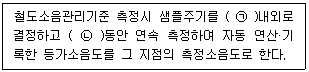 철도소음관리기준 측정시 샘플주기를 ( ㉠ )내외로
결정하고 ( ㉡ )동안 연속 측정하여 자동 연산·기
록한 등가소음도를 그 지점의 측정소음도로 한다.